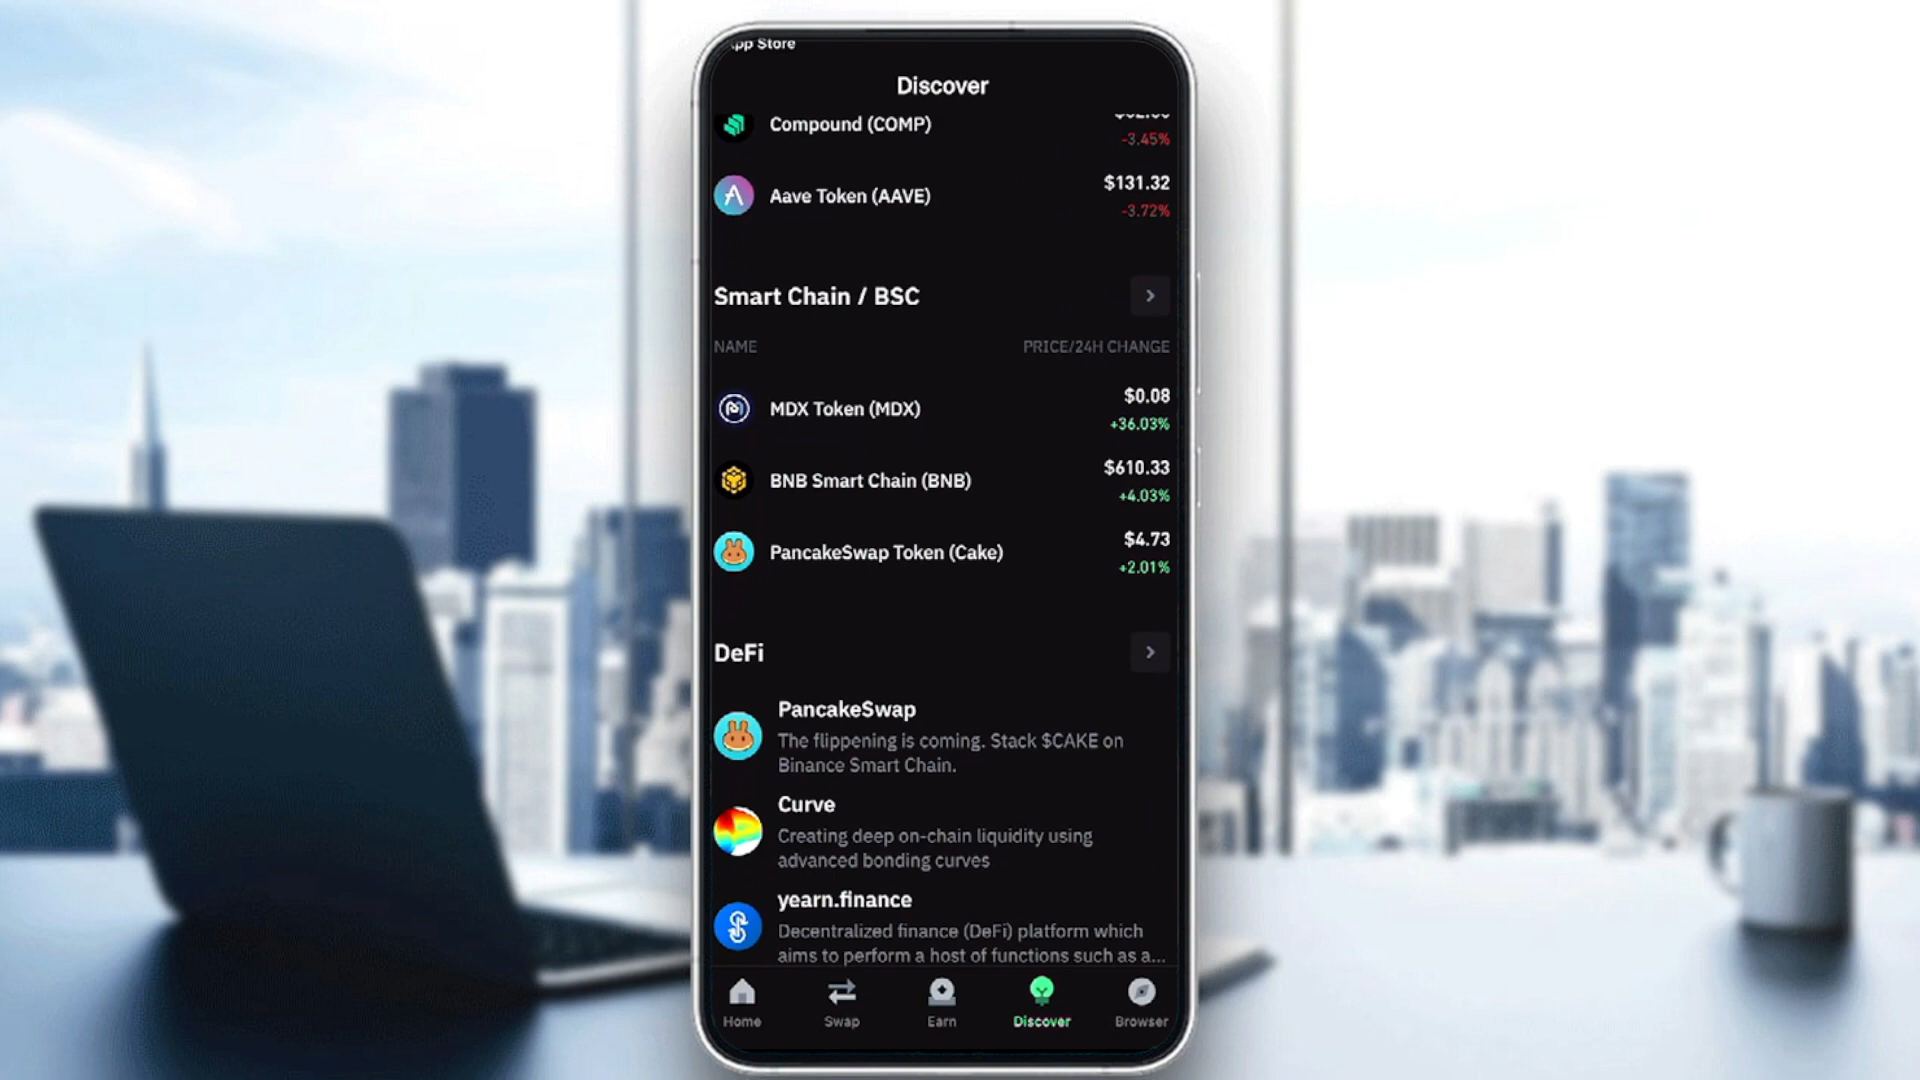 App Store
Discover
Compound (COMP)
-3.45%
Aave Token (AAVE)
$131.32
-3.72%
Smart Chain / BSC
NAME
PRICE/24H CHANGE
MDX Token (MDX)
$0.08
+36.03%
BNB Smart Chain (BNB)
$610.33
+4.03%
PancakeSwap Token (Cake)
$4.73
+2.01%
DeFi
PancakeSwap
The flippening is coming. Stack $CAKE on
Binance Smart Chain.
Curve
Creating deep on-chain liquidity using
advanced bonding curves
yearn.finance
Decentralized finance (DeFi) platform which
aims to perform a host of functions such as a...
Home
Swap
Earn
Discover
Browser